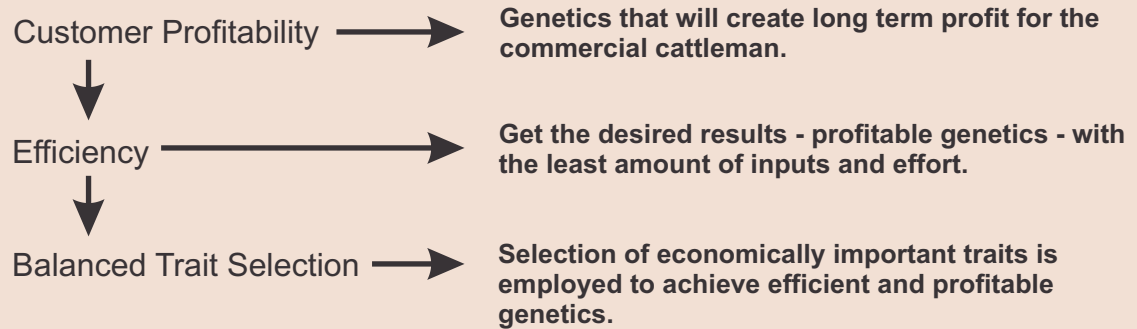 Customer Profitability
Genetics that will create long term profit for the
commercial cattleman.
Efficiency
Get the desired results - profitable genetics - with
the least amount of inputs and effort.
Balanced Trait Selection
Selection of economically important traits is
employed to achieve efficient and profitable
genetics.